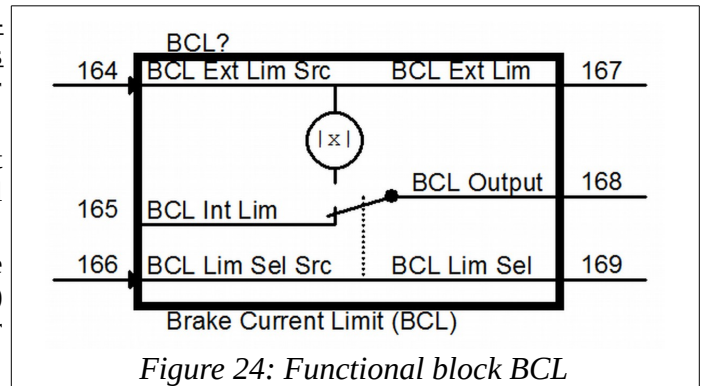 BCL?
164 BCL Ext Lim Src BCL Ext Lim 167
|x|
BCL Output 168
165 BCL Int Lim
166 BCL Lim Sel Src BCL Lim Sel 169
Brake Current Limit (BCL)
Figure 24: Functional block BCL